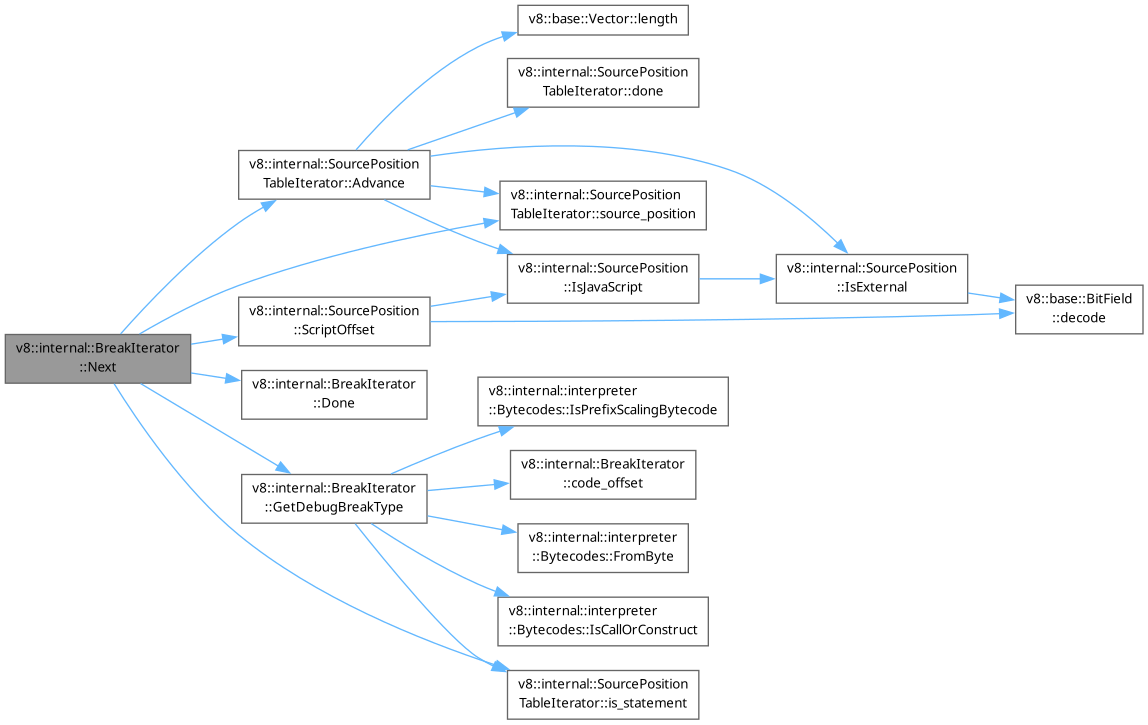 v8::base::Vector::length
v8::internal::SourcePosition
TableIterator::done
v8::internal::SourcePosition
TableIterator::Advance
v8::internal::SourcePosition
TableIterator::source_position
v8::internal::SourcePosition
::IsJavaScript
v8::internal::SourcePosition
::IsExternal
v8::base::BitField
::decode
v8::internal::SourcePosition
::ScriptOffset
v8::internal::BreakIterator
::Next
v8::internal::BreakIterator
::Done
v8::internal::interpreter
::Bytecodes::IsPrefixScalingBytecode
v8::internal::BreakIterator
::code_offset
v8::internal::BreakIterator
::GetDebugBreakType
v8::internal::interpreter
::Bytecodes::FromByte
v8::internal::interpreter
::Bytecodes::IsCallOrConstruct
v8::internal::SourcePosition
TableIterator::is_statement